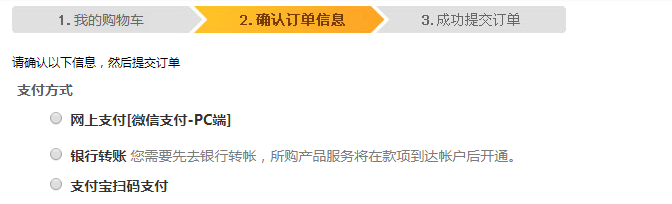 1. 我的购物车 2. 确认订单信息 3. 成功提交订单
请确认以下信息，然后提交订单
支付方式
网上支付[微信支付-PC端]
银行转账 您需要先去银行转帐，所购产品服务将在款项到达帐户后开通。
支付宝扫码支付